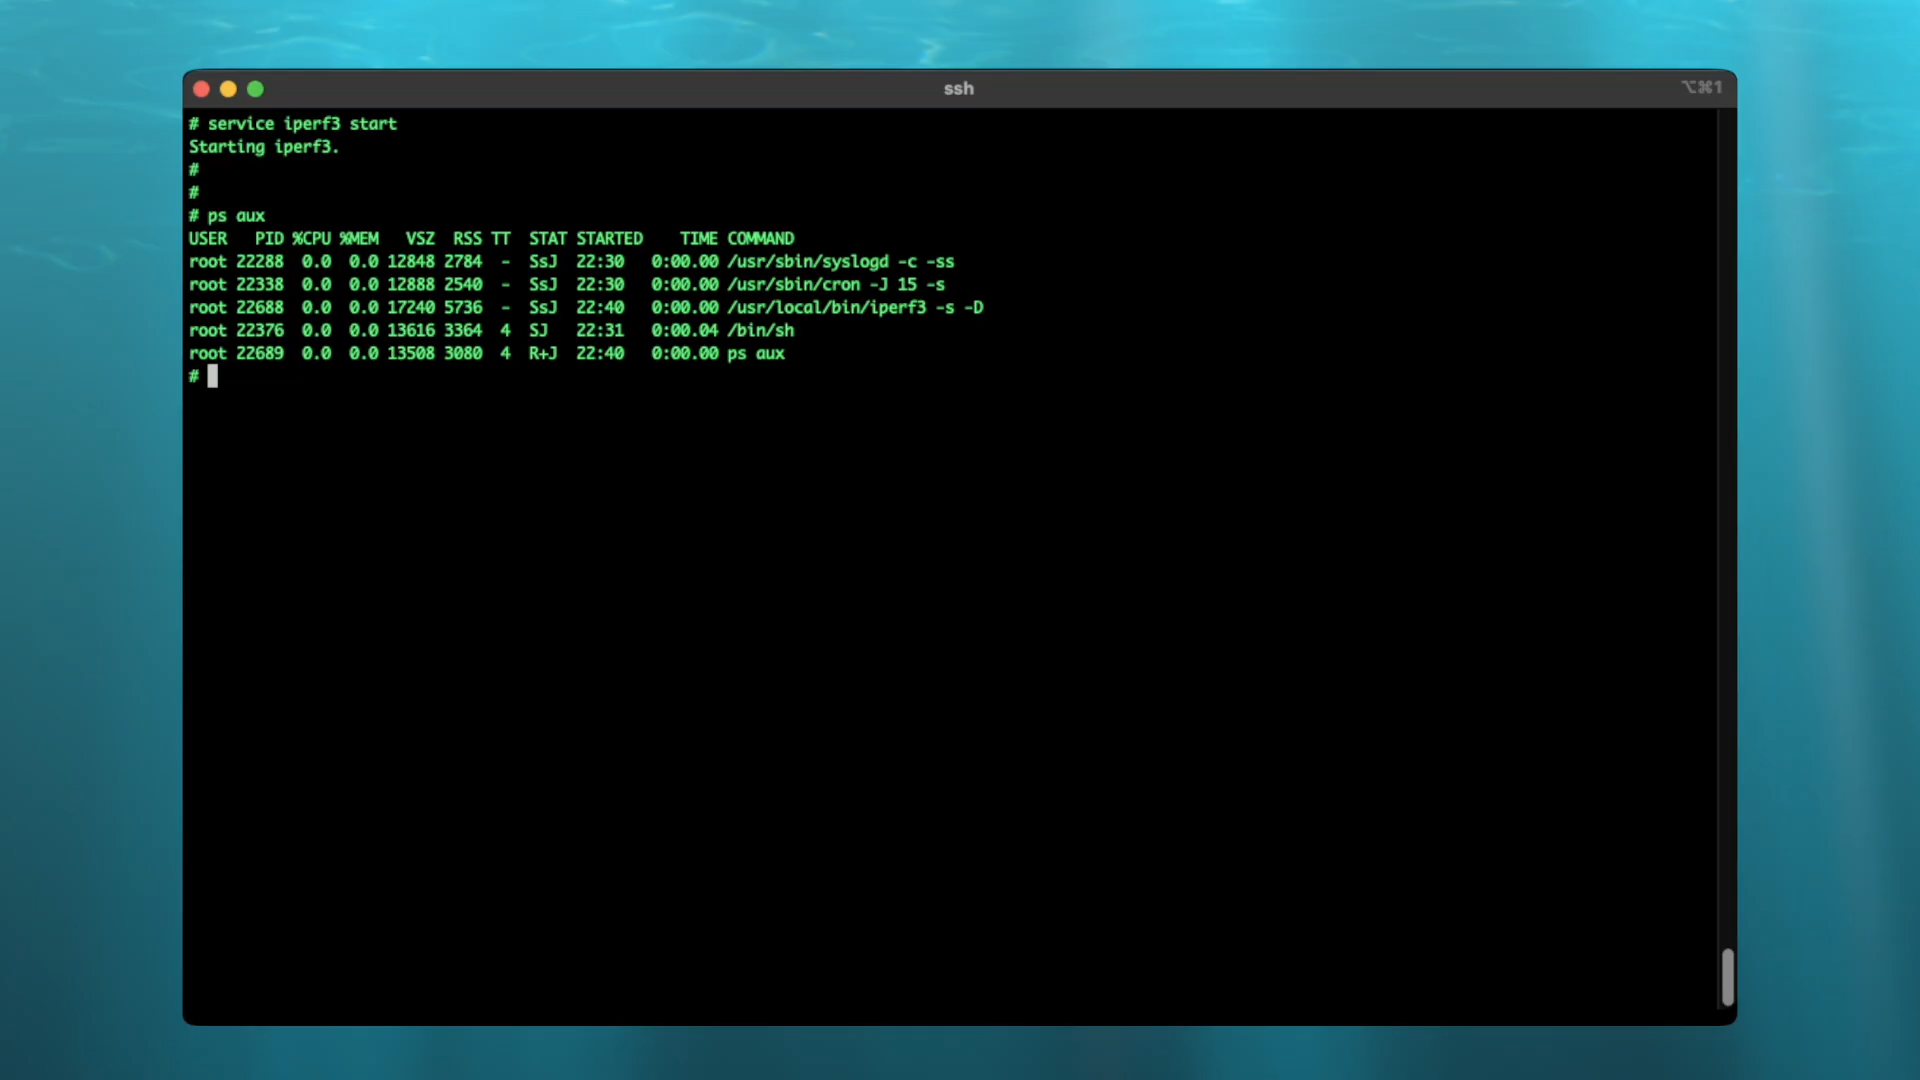 ssh
⌥⌘1
# service iperf3 start
Starting iperf3.
#
#
# ps aux
USER   PID %CPU %MEM   VSZ  RSS TT  STAT STARTED    TIME COMMAND
root 22288  0.0  0.0 12848 2784  -  SsJ  22:30   0:00.00 /usr/sbin/syslogd -c -ss
root 22338  0.0  0.0 12888 2540  -  SsJ  22:30   0:00.00 /usr/sbin/cron -J 15 -s
root 22688  0.0  0.0 17240 5736  -  SsJ  22:40   0:00.00 /usr/local/bin/iperf3 -s -D
root 22376  0.0  0.0 13616 3364  4  SJ   22:31   0:00.04 /bin/sh
root 22689  0.0  0.0 13508 3080  4  R+J  22:40   0:00.00 ps aux
#